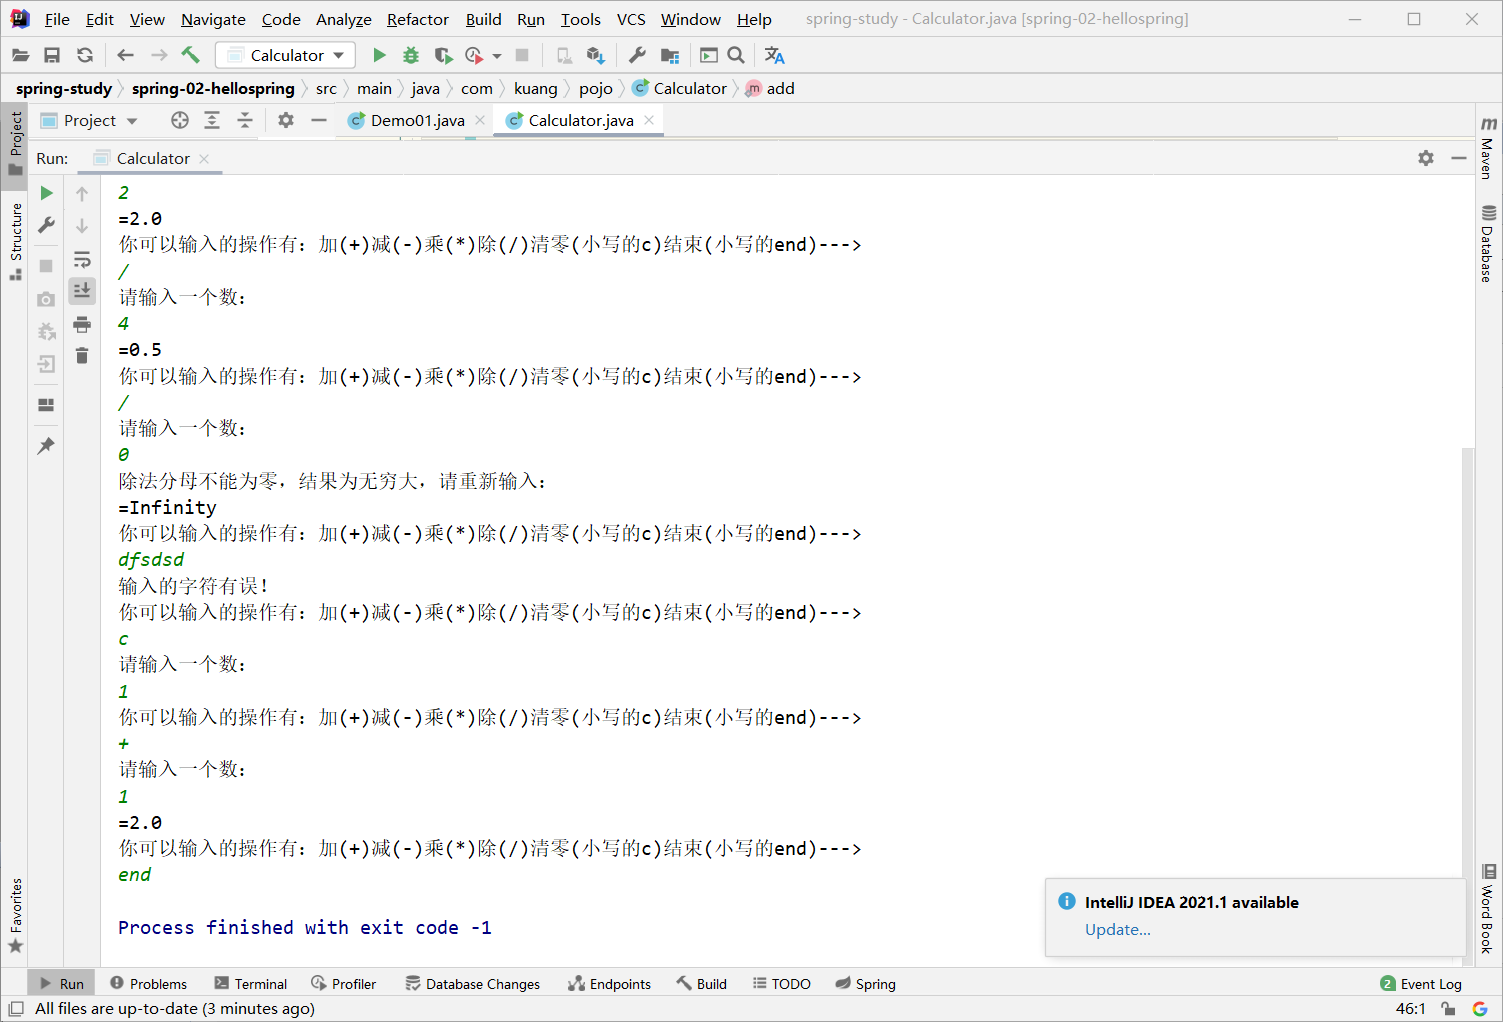 File Edit View Navigate Code Analyze Refactor Build Run Tools VCS Window Help spring-study - Calculator.java [spring-02-hellospring]
Calculator
spring-study spring-02-hellospring src main java com kuang pojo Calculator add
Project Demo01.java Calculator.java
Run: Calculator
Project
Structure
Favorites
2
=2.0
你可以输入的操作有：加(+)减(-)乘(*)除(/)清零(小写的c)结束(小写的end)--->
/
请输入一个数：
4
=0.5
你可以输入的操作有：加(+)减(-)乘(*)除(/)清零(小写的c)结束(小写的end)--->
/
请输入一个数：
0
除法分母不能为零，结果为无穷大，请重新输入：
=Infinity
你可以输入的操作有：加(+)减(-)乘(*)除(/)清零(小写的c)结束(小写的end)--->
dfsdsd
输入的字符有误！
你可以输入的操作有：加(+)减(-)乘(*)除(/)清零(小写的c)结束(小写的end)--->
c
请输入一个数：
1
你可以输入的操作有：加(+)减(-)乘(*)除(/)清零(小写的c)结束(小写的end)--->
+
请输入一个数：
1
=2.0
你可以输入的操作有：加(+)减(-)乘(*)除(/)清零(小写的c)结束(小写的end)--->
end
Process finished with exit code -1
Maven
Database
Word Book
IntelliJ IDEA 2021.1 available
Update...
Run Problems Terminal Profiler Database Changes Endpoints Build TODO Spring 2 Event Log
All files are up-to-date (3 minutes ago) 46:1